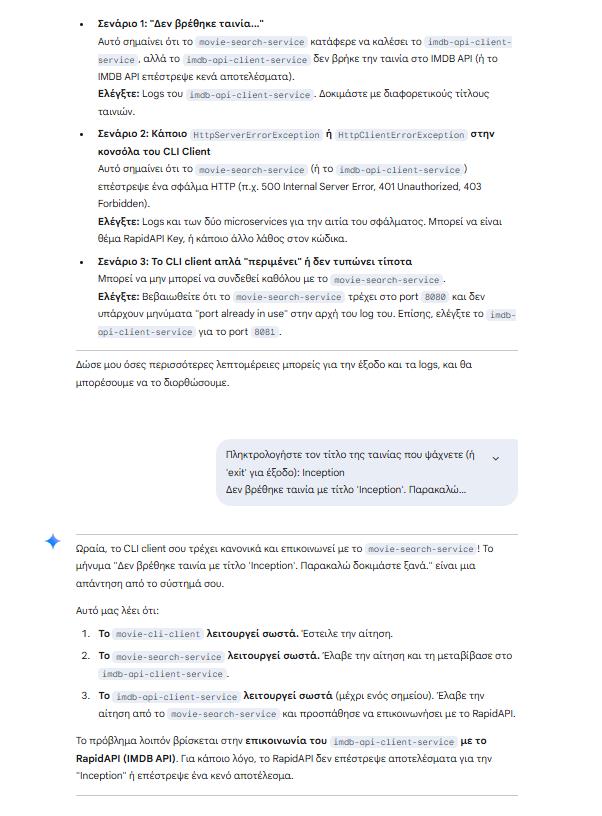 Σενάριο 1: "Δεν βρέθηκε ταινία..."
Αυτό σημαίνει ότι το movie-search-service κατάφερε να καλέσει το imdb-api-client-
service, αλλά το imdb-api-client-service δεν βρήκε την ταινία στο IMDB API (ή το
IMDB API επέστρεψε κενά αποτελέσματα).
Ελέγξτε: Logs του imdb-api-client-service. Δοκιμάστε με διαφορετικούς τίτλους
ταινιών.
Σενάριο 2: Κάποιο HttpServerErrorException ή HttpClientErrorException στην
κονσόλα του CLI Client
Αυτό σημαίνει ότι το movie-search-service (ή το imdb-api-client-service)
επέστρεψε ένα σφάλμα HTTP (π.χ. 500 Internal Server Error, 401 Unauthorized, 403
Forbidden).
Ελέγξτε: Logs και των δύο microservices για την αιτία του σφάλματος. Μπορεί να είναι
θέμα RapidAPI Key, ή κάποιο άλλο λάθος στον κώδικα.
Σενάριο 3: Το CLI client απλά "περιμένει" ή δεν τυπώνει τίποτα
Μπορεί να μην μπορεί να συνδεθεί καθόλου με το movie-search-service.
Ελέγξτε: Βεβαιωθείτε ότι το movie-search-service τρέχει στο port 8080 και δεν
υπάρχουν μηνύματα "port already in use" στην αρχή του log του. Επίσης, ελέγξτε το imdb-
api-client-service για το port 8081.
Δώσε μου όσες περισσότερες λεπτομέρειες μπορείς για την έξοδο και τα logs, και θα
μπορέσουμε να το διορθώσουμε.
Πληκτρολογήστε τον τίτλο της ταινίας που ψάχνετε (ή
'exit' για έξοδο): Inception
Δεν βρέθηκε ταινία με τίτλο 'Inception'. Παρακαλώ...
Ωραία, το CLI client σου τρέχει κανονικά και επικοινωνεί με το movie-search-service! Το
μήνυμα "Δεν βρέθηκε ταινία με τίτλο 'Inception'. Παρακαλώ δοκιμάστε ξανά." είναι μια
απάντηση από το σύστημά σου.
Αυτό μας λέει ότι:
1. Το movie-cli-client λειτουργεί σωστά. Έστειλε την αίτηση.
2. Το movie-search-service λειτουργεί σωστά. Έλαβε την αίτηση και τη μεταβίβασε στο
imdb-api-client-service.
3. Το imdb-api-client-service λειτουργεί σωστά (μέχρι ενός σημείου). Έλαβε την
αίτηση από το movie-search-service και προσπάθησε να επικοινωνήσει με το RapidAPI.
Το πρόβλημα λοιπόν βρίσκεται στην επικοινωνία του imdb-api-client-service με το
RapidAPI (IMDB API). Για κάποιο λόγο, το RapidAPI δεν επέστρεψε αποτελέσματα για την
"Inception" ή επέστρεψε ένα κενό αποτέλεσμα.